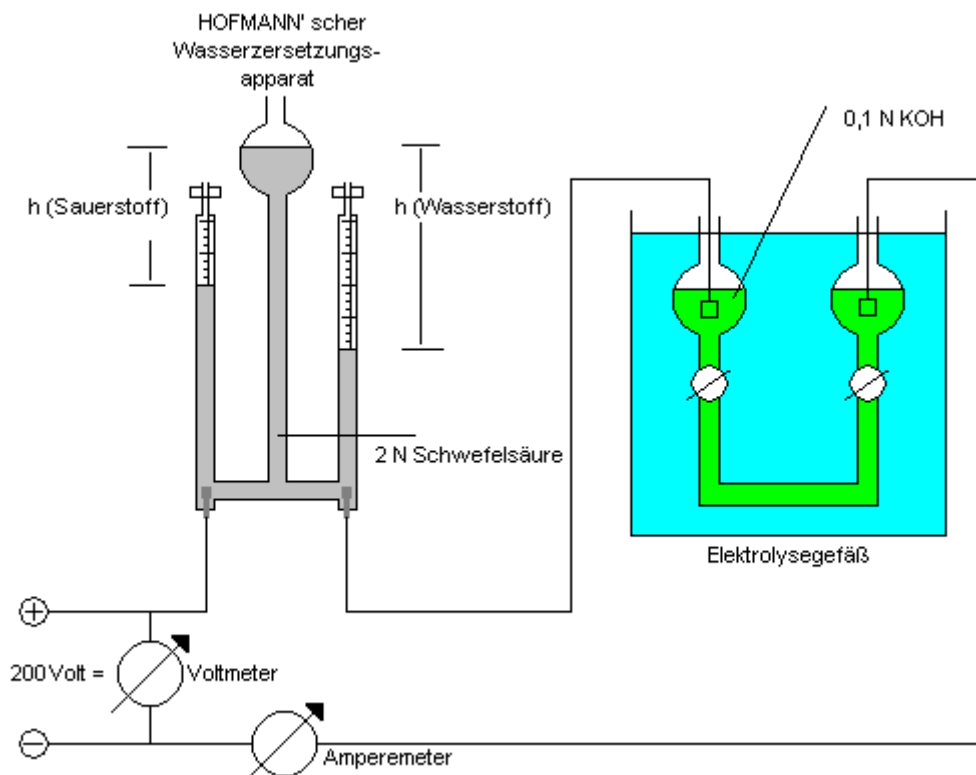 HOFMANN' scher
Wasserzersetzungs-
apparat
0,1 N KOH
h (Sauerstoff)
h (Wasserstoff)
2 N Schwefelsäure
Elektrolysegefäß
+
200 Volt =
Voltmeter
−
Amperemeter